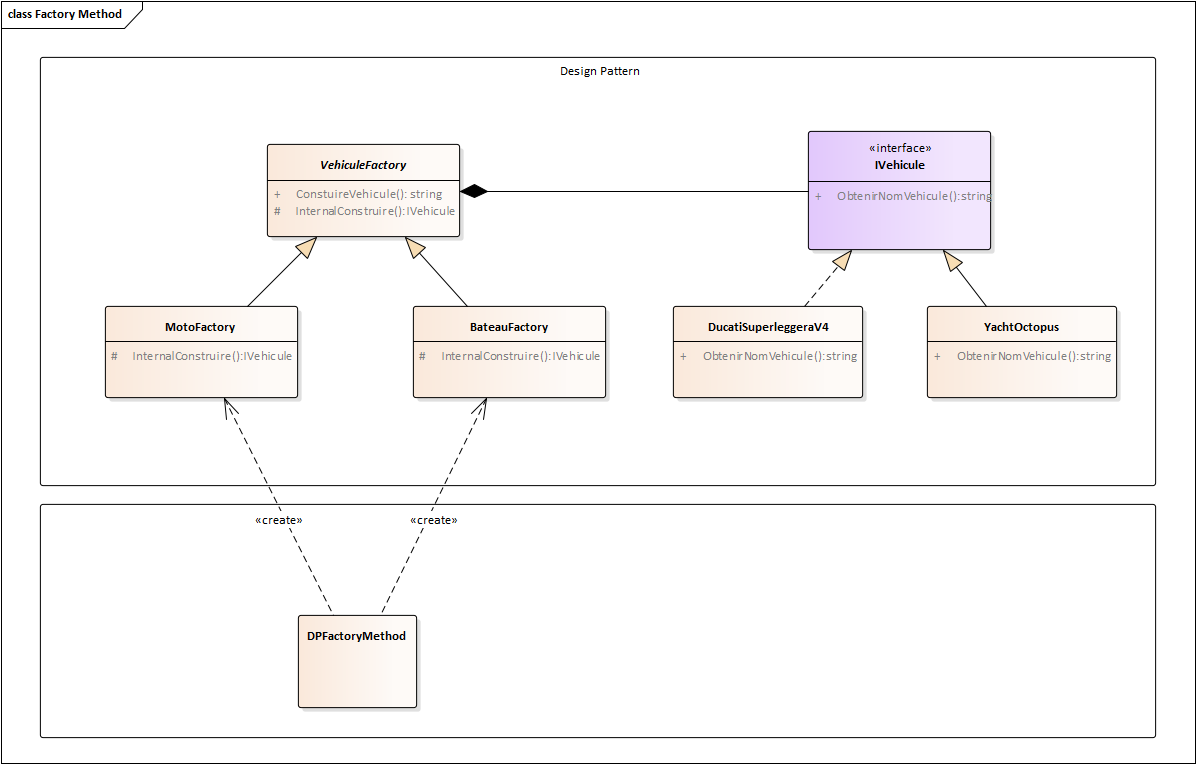 class Factory Method
Design Pattern
VehiculeFactory
+ ConstuireVehicule(): string
# InternalConstruire():IVehicule
«interface»
IVehicule
+ ObtenirNomVehicule():string
MotoFactory
# InternalConstruire():IVehicule
BateauFactory
# InternalConstruire():IVehicule
DucatiSuperleggeraV4
+ ObtenirNomVehicule():string
YachtOctopus
+ ObtenirNomVehicule():string
«create»
«create»
DPFactoryMethod